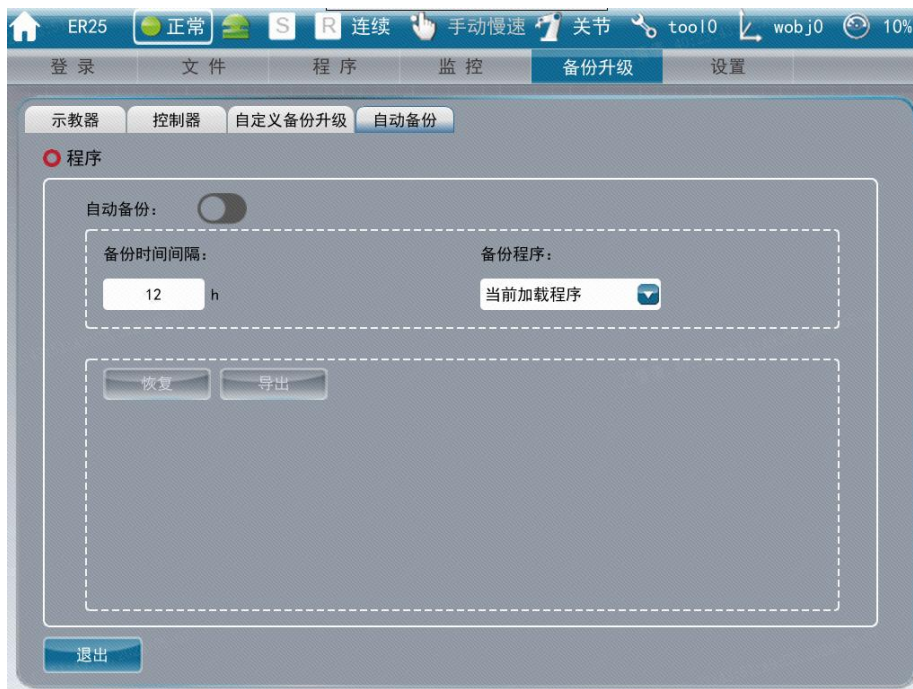 ER25 正常 S R 连续 手动慢速 关节 tool0 wobj0 10%
登录 文件 程序 监控 备份升级 设置
示教器 控制器 自定义备份升级 自动备份
程序
自动备份:
备份时间间隔: 备份程序:
12 h 当前加载程序
恢复 导出
退出